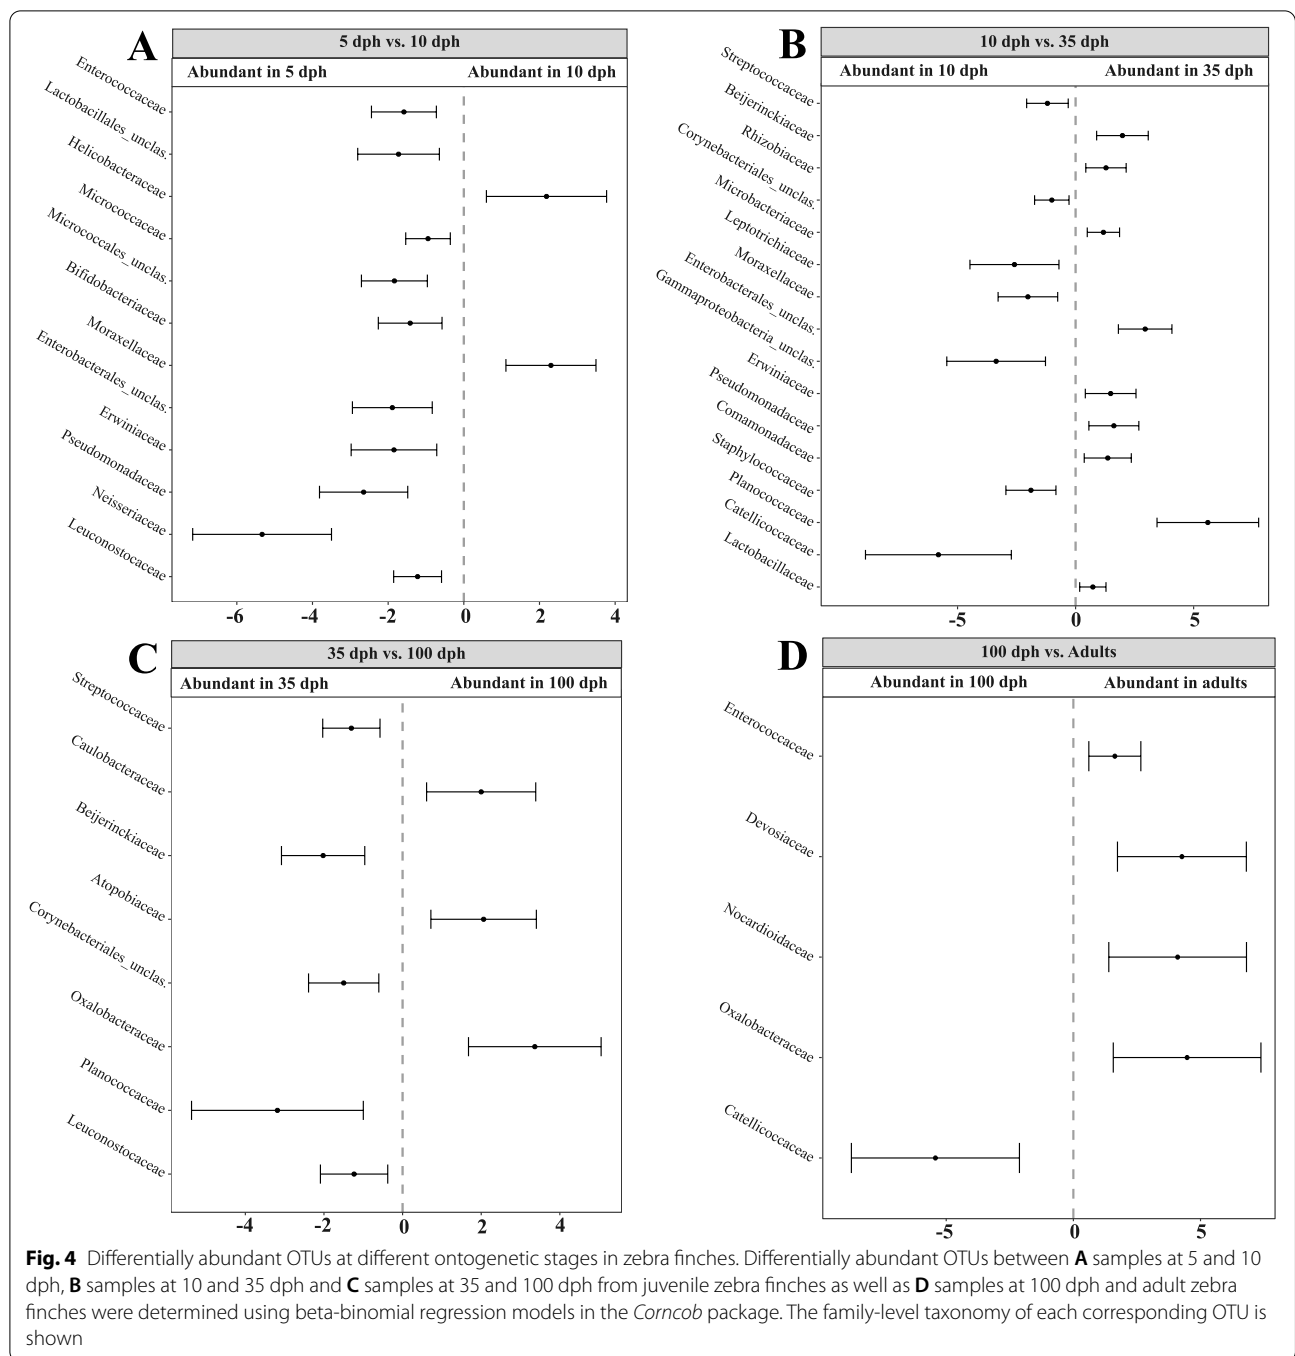 A
5 dph vs. 10 dph
Abundant in 5 dph
Abundant in 10 dph
Enterococcaceae
Lactobacillales_unclas.
Helicobacteraceae
Micrococcaceae
Micrococcales_unclas.
Bifidobacteriaceae
Moraxellaceae
Enterobacterales_unclas.
Erwiniaceae
Pseudomonadaceae
Neisseriaceae
Leuconostocaceae
-6 -4 -2 0 2 4
B
10 dph vs. 35 dph
Abundant in 10 dph
Abundant in 35 dph
Streptococcaceae
Beijerinckiaceae
Rhizobiaceae
Corynebacteriales_unclas.
Microbacteriaceae
Leptotrichiaceae
Moraxellaceae
Enterobacterales_unclas.
Gammaproteobacteria_unclas.
Erwiniaceae
Pseudomonadaceae
Comamonadaceae
Staphylococcaceae
Planococcaceae
Catellicoccaceae
Lactobacillaceae
-5 0 5
C
35 dph vs. 100 dph
Abundant in 35 dph
Abundant in 100 dph
Streptococcaceae
Caulobacteraceae
Beijerinckiaceae
Atopobiaceae
Corynebacteriales_unclas.
Oxalobacteraceae
Planococcaceae
Leuconostocaceae
-4 -2 0 2 4
D
100 dph vs. Adults
Abundant in 100 dph
Abundant in adults
Enterococcaceae
Devosiaceae
Nocardioidaceae
Oxalobacteraceae
Catellicoccaceae
-5 0 5
Fig. 4 Differentially abundant OTUs at different ontogenetic stages in zebra finches. Differentially abundant OTUs between A samples at 5 and 10
dph, B samples at 10 and 35 dph and C samples at 35 and 100 dph from juvenile zebra finches as well as D samples at 100 dph and adult zebra
finches were determined using beta-binomial regression models in the Corncob package. The family-level taxonomy of each corresponding OTU is
shown